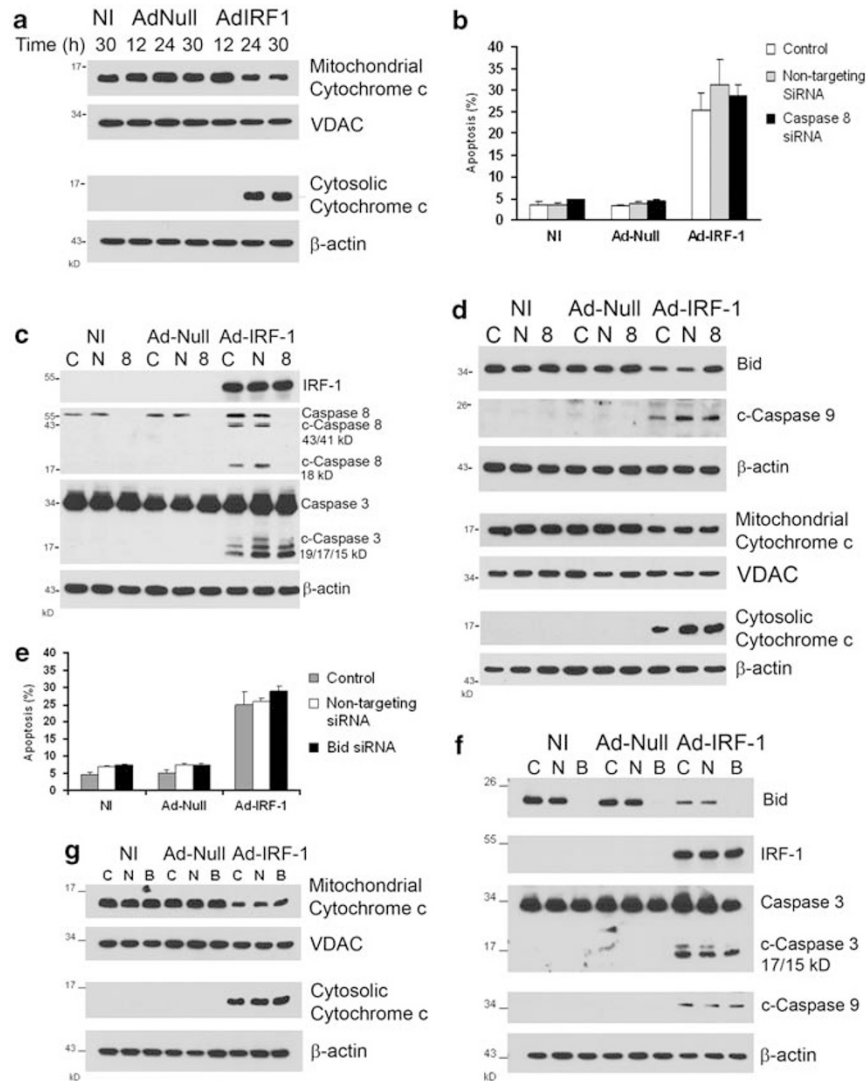 a
NI AdNull AdIRF1
Time (h) 30 12 24 30 12 24 30
17-
Mitochondrial
Cytochrome c
34-
VDAC
17-
Cytosolic
Cytochrome c
43-
β-actin
kD
b
Apoptosis (%)
40
35
30
25
20
15
10
5
0
NI Ad-Null Ad-IRF-1
Control
Non-targeting
SiRNA
Caspase 8
siRNA
c
NI Ad-Null Ad-IRF-1
C N 8 C N 8 C N 8
55-
IRF-1
55-
Caspase 8
43-
c-Caspase 8
43/41 kD
17-
c-Caspase 8
18 kD
34-
Caspase 3
17-
c-Caspase 3
19/17/15 kD
43-
β-actin
kD
d
NI Ad-Null Ad-IRF-1
C N 8 C N 8 C N 8
34-
Bid
26
c-Caspase 9
43-
β-actin
17-
Mitochondrial
Cytochrome c
34-
VDAC
17-
Cytosolic
Cytochrome c
43-
β-actin
kD
e
Apoptosis (%)
40
35
30
25
20
15
10
5
0
NI Ad-Null Ad-IRF-1
Control
Non-targeting
siRNA
Bid siRNA
f
NI Ad-Null Ad-IRF-1
C N B C N B C N B
26
Bid
55
IRF-1
34
Caspase 3
17
c-Caspase 3
17/15 kD
34
c-Caspase 9
43
β-actin
kD
g
NI Ad-Null Ad-IRF-1
C N B C N B C N B
17
Mitochondrial
Cytochrome c
34
VDAC
17
Cytosolic
Cytochrome c
43
β-actin
kD